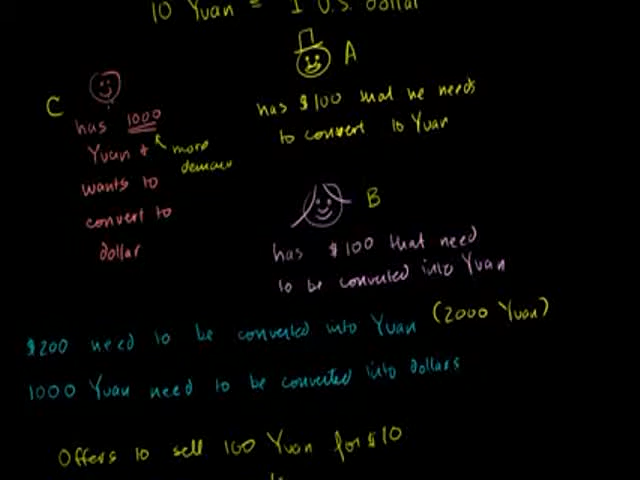 10 Yuan = 1 U.S. dollar
A
has $100 that he needs
to convert to Yuan
C
has 1000
Yuan +
wants to
convert to
dollar
more
demand
B
has $100 that need
to be converted into Yuan
$200 need to be converted into Yuan (2000 Yuan)
1000 Yuan need to be converted into dollars
Offers to sell 100 Yuan for $10